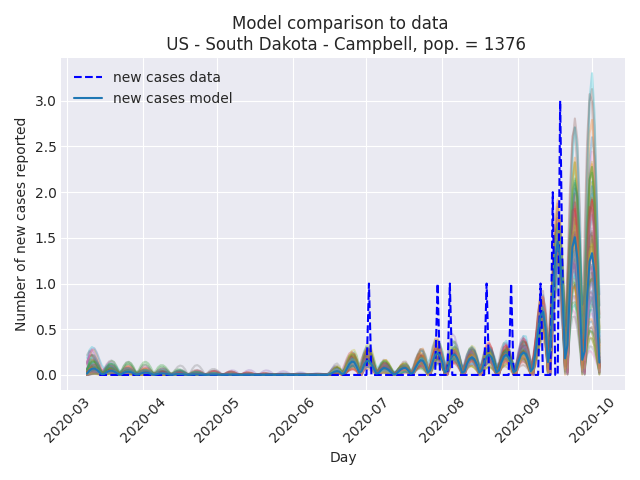 Model comparison to data
US - South Dakota - Campbell, pop. = 1376
new cases data
new cases model
Number of new cases reported
3.0
2.5
2.0
1.5
1.0
0.5
0.0
2020-03
2020-04
2020-05
2020-06
2020-07
2020-08
2020-09
2020-10
Day